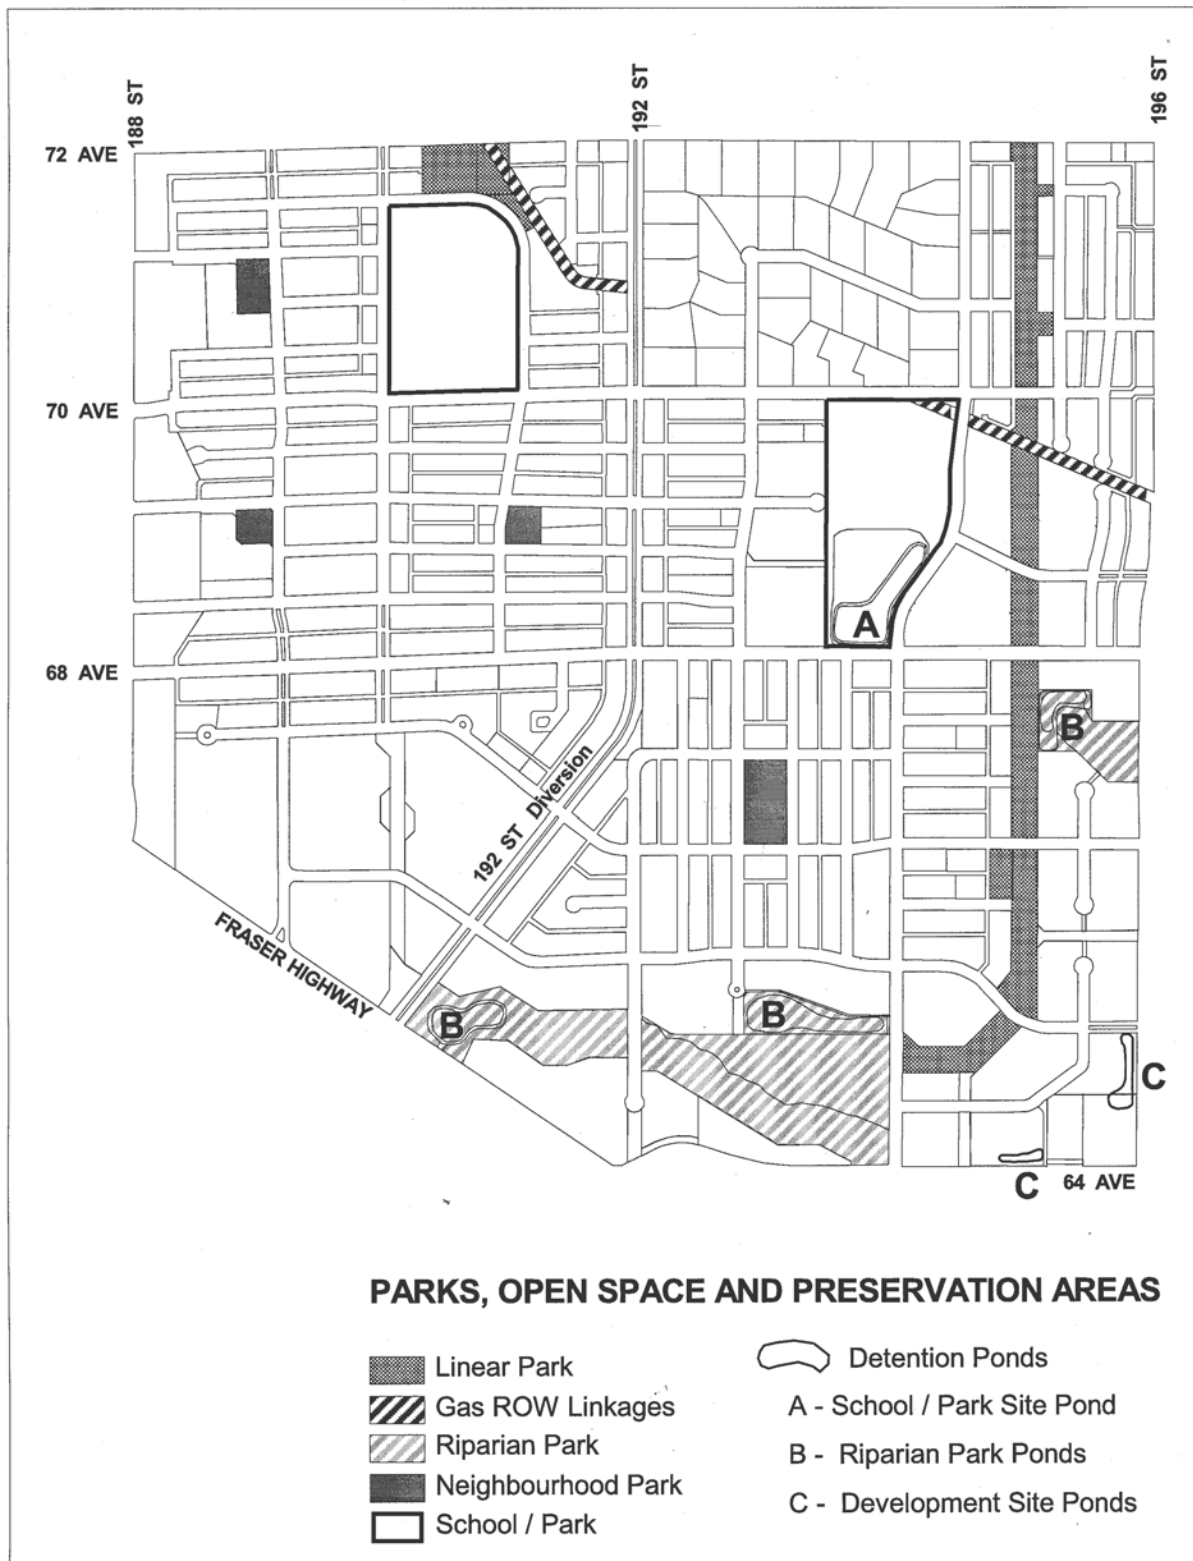 188 ST
192 ST
196 ST
72 AVE
70 AVE
A
68 AVE
B
192 ST Diversion
FRASER HIGHWAY
B
B
C
C
64 AVE
PARKS, OPEN SPACE AND PRESERVATION AREAS
Linear Park
Gas ROW Linkages
Riparian Park
Neighbourhood Park
School / Park
Detention Ponds
A - School / Park Site Pond
B - Riparian Park Ponds
C - Development Site Ponds